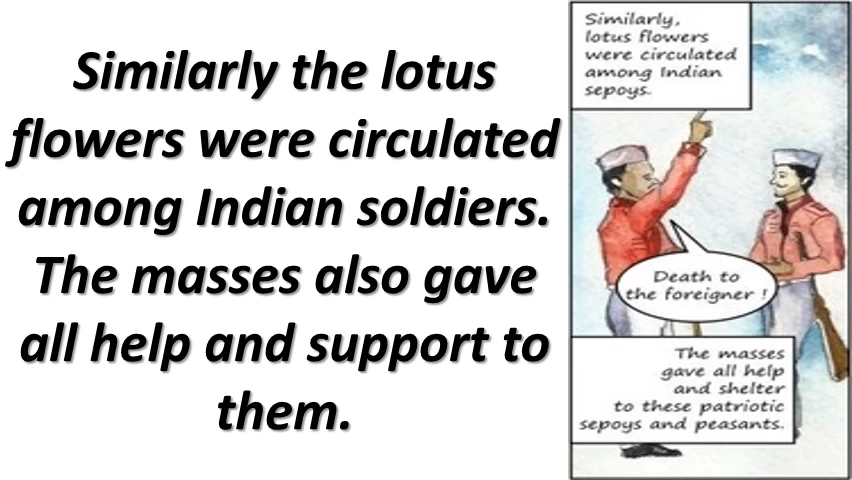 Similarly the lotus
flowers were circulated
among Indian soldiers.
The masses also gave
all help and support to
them.
Similarly,
lotus flowers
were circulated
among Indian
sepoys.
Death to
the foreigner !
The masses
gave all help
and shelter
to these patriotic
sepoys and peasants.